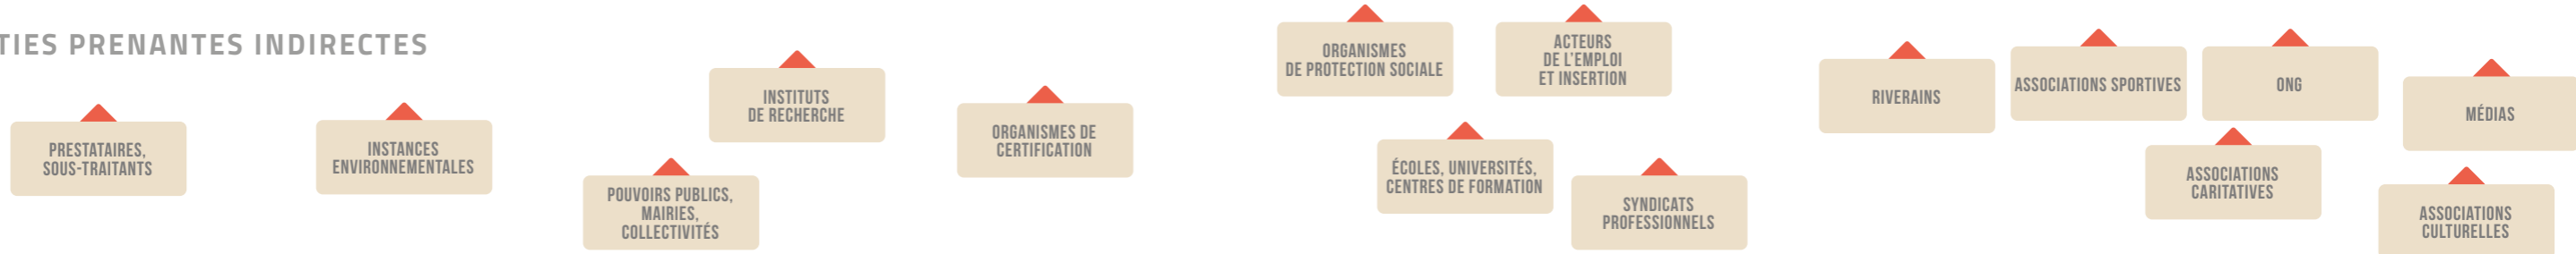 TIES PRENANTES INDIRECTES
PRESTATAIRES,
SOUS-TRAITANTS
INSTANCES
ENVIRONNEMENTALES
POUVOIRS PUBLICS,
MAIRIES,
COLLECTIVITÉS
INSTITUTS
DE RECHERCHE
ORGANISMES DE
CERTIFICATION
ORGANISMES
DE PROTECTION SOCIALE
ACTEURS
DE L'EMPLOI
ET INSERTION
ÉCOLES, UNIVERSITÉS,
CENTRES DE FORMATION
SYNDICATS
PROFESSIONNELS
RIVERAINS
ASSOCIATIONS SPORTIVES
ONG
MÉDIAS
ASSOCIATIONS
CARITATIVES
ASSOCIATIONS
CULTURELLES